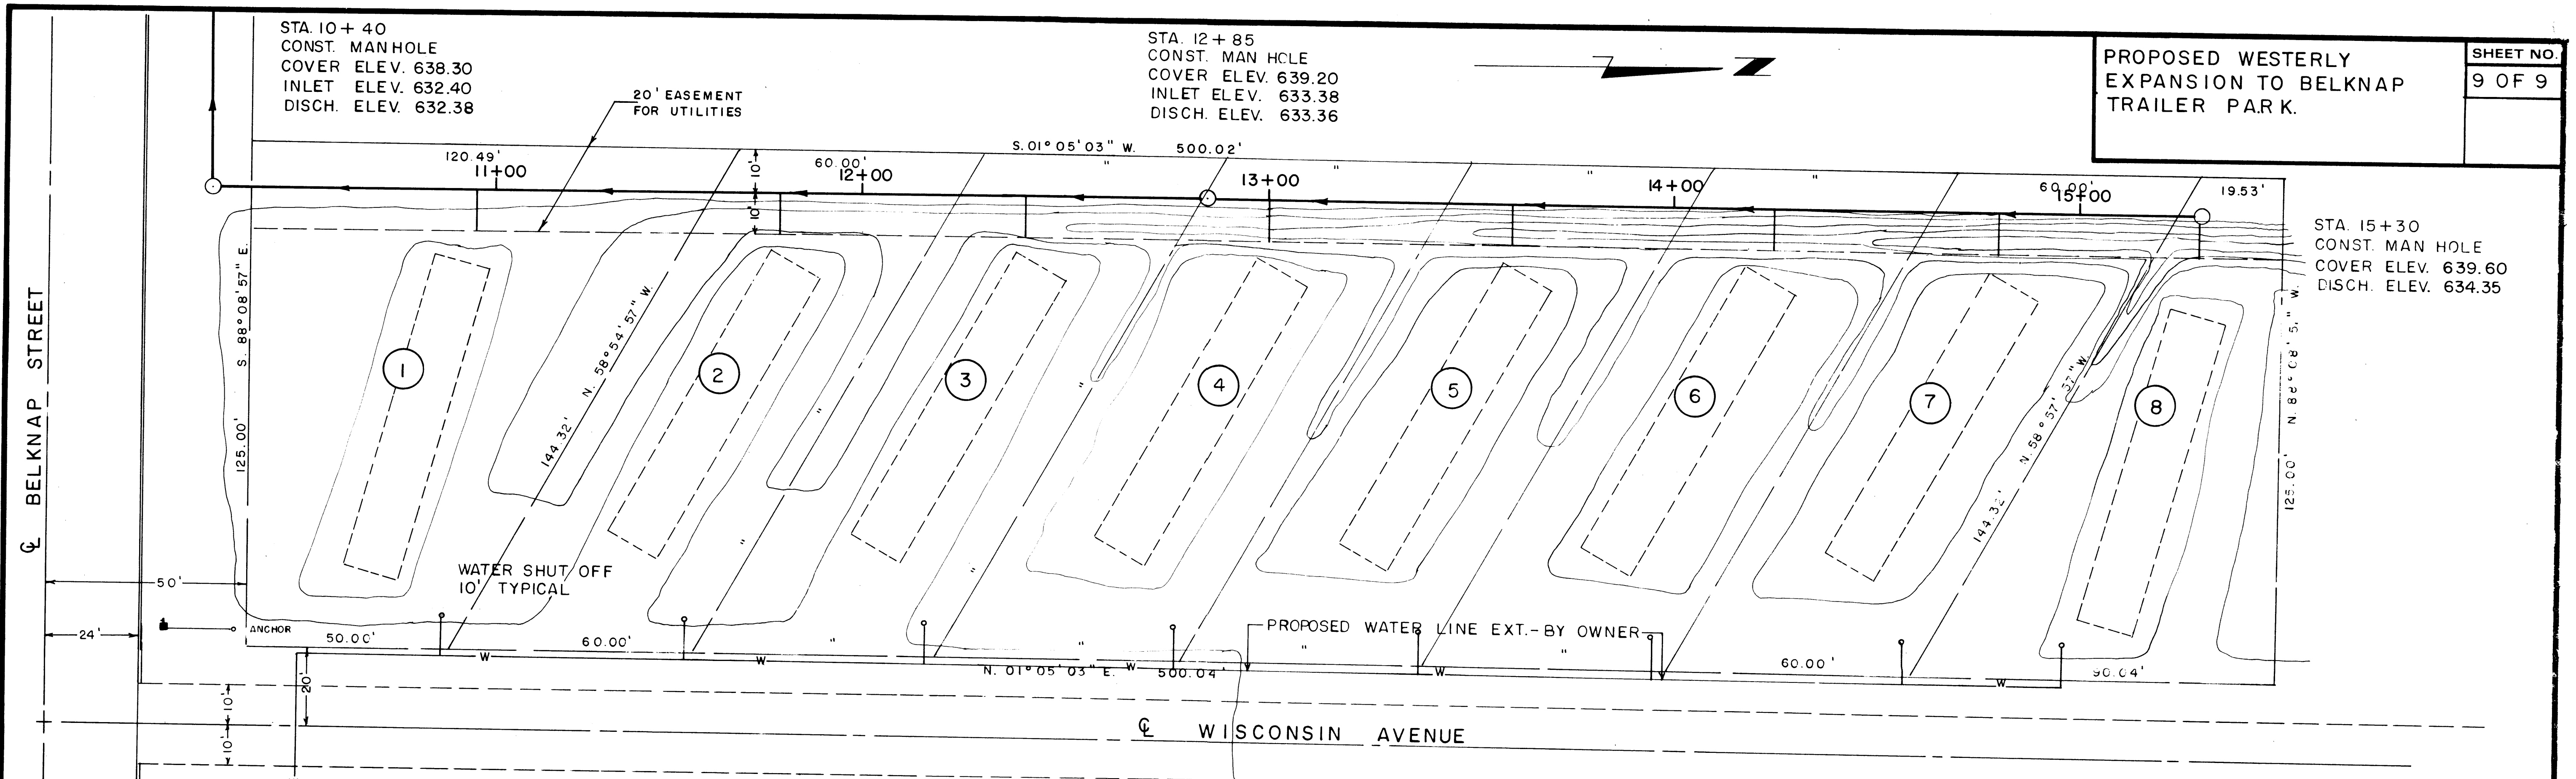 STA. 10+40
CONST. MANHOLE
COVER ELEV. 638.30
INLET ELEV. 632.40
DISCH. ELEV. 632.38
20' EASEMENT
FOR UTILITIES
STA. 12+85
CONST. MAN HOLE
COVER ELEV. 639.20
INLET ELEV. 633.38
DISCH. ELEV. 633.36
PROPOSED WESTERLY
EXPANSION TO BELKNAP
TRAILER PARK.
SHEET NO.
9 OF 9
S. 01° 05' 03" W. 500.02'
120.49'
60.00'
"
"
"
"
60.00'
19.53'
11+00
12+00
13+00
14+00
15+00
10'
10'
STA. 15+30
CONST. MAN HOLE
COVER ELEV. 639.60
DISCH. ELEV. 634.35
℄ BELKNAP STREET
S. 88° 08' 57" E.
125.00'
144.32' N. 58° 54' 57" W.
"
"
"
"
1
2
3
4
5
6
7
8
144.32' N. 58° 57' 57" W.
125.00' N. 88° 08'
WATER SHUT OFF
10' TYPICAL
50'
24'
ANCHOR
50.00'
60.00'
"
"
"
"
"
60.00'
90.04'
PROPOSED WATER LINE EXT.-BY OWNER
W
W
W
W
W
N. 01° 05' 03" E. 500.04'
20'
10'
10'
℄ WISCONSIN AVENUE